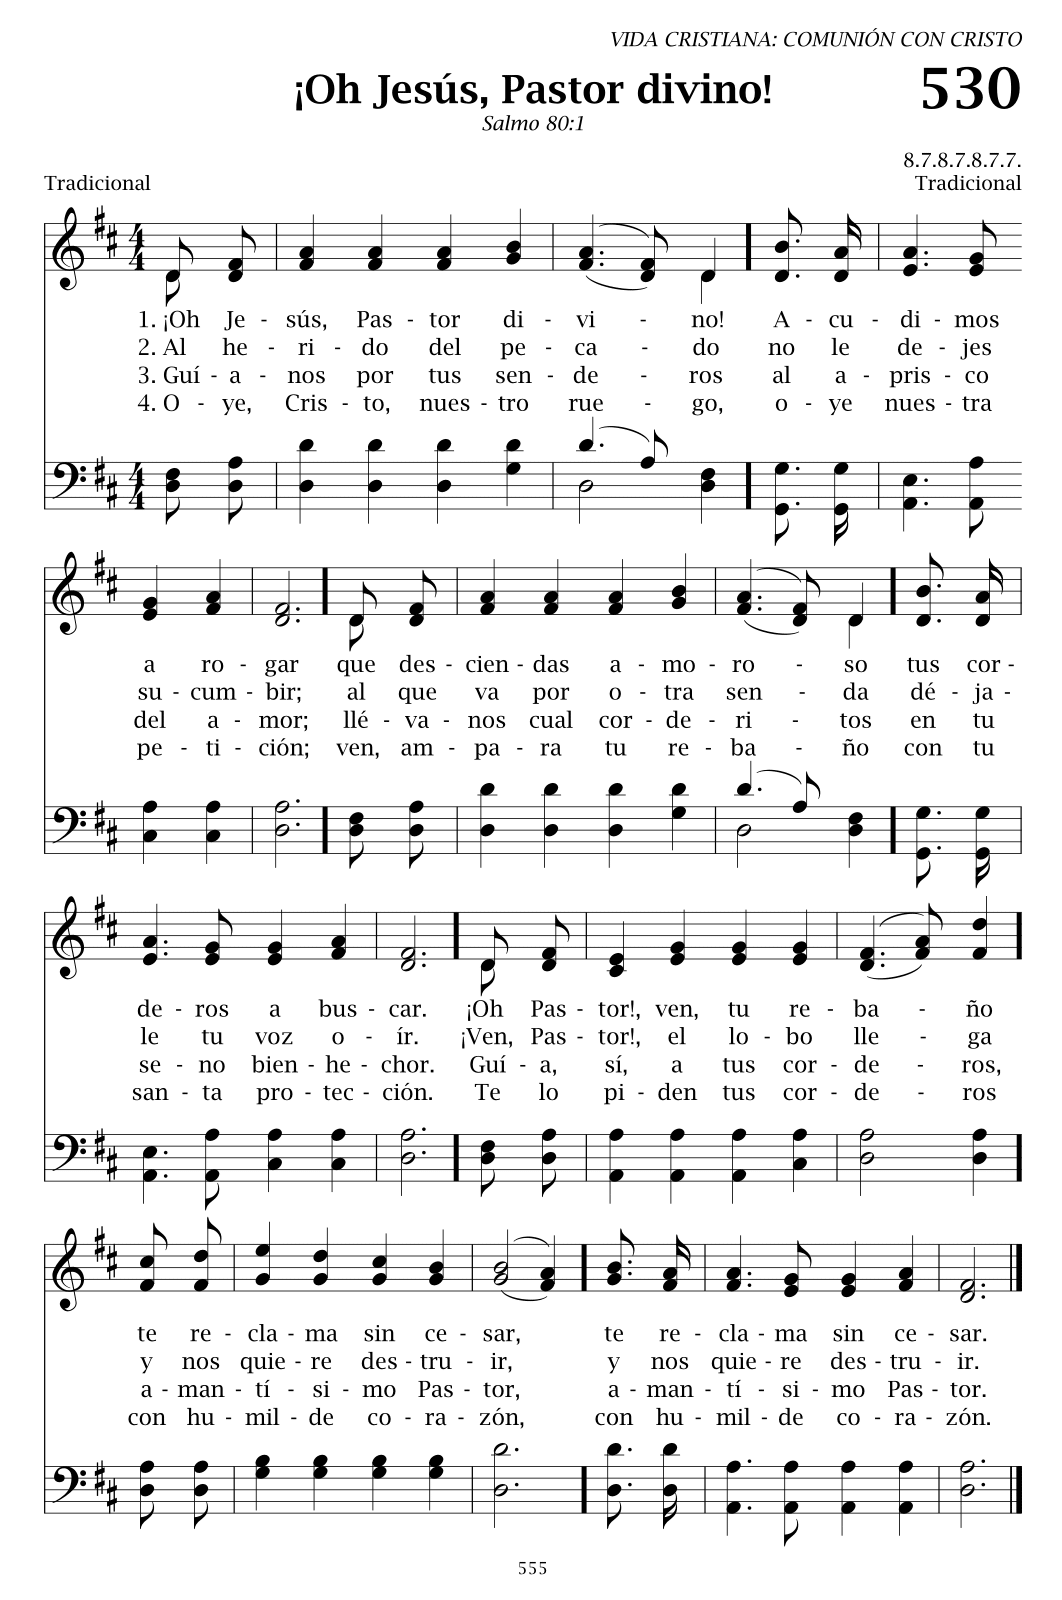 VIDA CRISTIANA: COMUNIÓN CON CRISTO
¡Oh Jesús, Pastor divino!
530
Salmo 80:1
8.7.8.7.8.7.7.
Tradicional
Tradicional
1. ¡Oh Je - sús, Pas - tor di - vi - no! A - cu - di - mos
2. Al he - ri - do del pe - ca - do no le de - jes
3. Guí - a - nos por tus sen - de - ros al a - pris - co
4. O - ye, Cris - to, nues - tro rue - go, o - ye nues - tra
a ro - gar que des - cien - das a - mo - ro - so tus cor -
su - cum - bir; al que va por o - tra sen - da dé - ja -
del a - mor; llé - va - nos cual cor - de - ri - tos en tu
pe - ti - ción; ven, am - pa - ra tu re - ba - ño con tu
de - ros a bus - car. ¡Oh Pas - tor!, ven, tu re - ba - ño
le tu voz o - ír. ¡Ven, Pas - tor!, el lo - bo lle - ga
se - no bien - he - chor. Guí - a, sí, a tus cor - de - ros,
san - ta pro - tec - ción. Te lo pi - den tus cor - de - ros
te re - cla - ma sin ce - sar, te re - cla - ma sin ce - sar.
y nos quie - re des - tru - ir, y nos quie - re des - tru - ir.
a - man - tí - si - mo Pas - tor, a - man - tí - si - mo Pas - tor.
con hu - mil - de co - ra - zón, con hu - mil - de co - ra - zón.
555